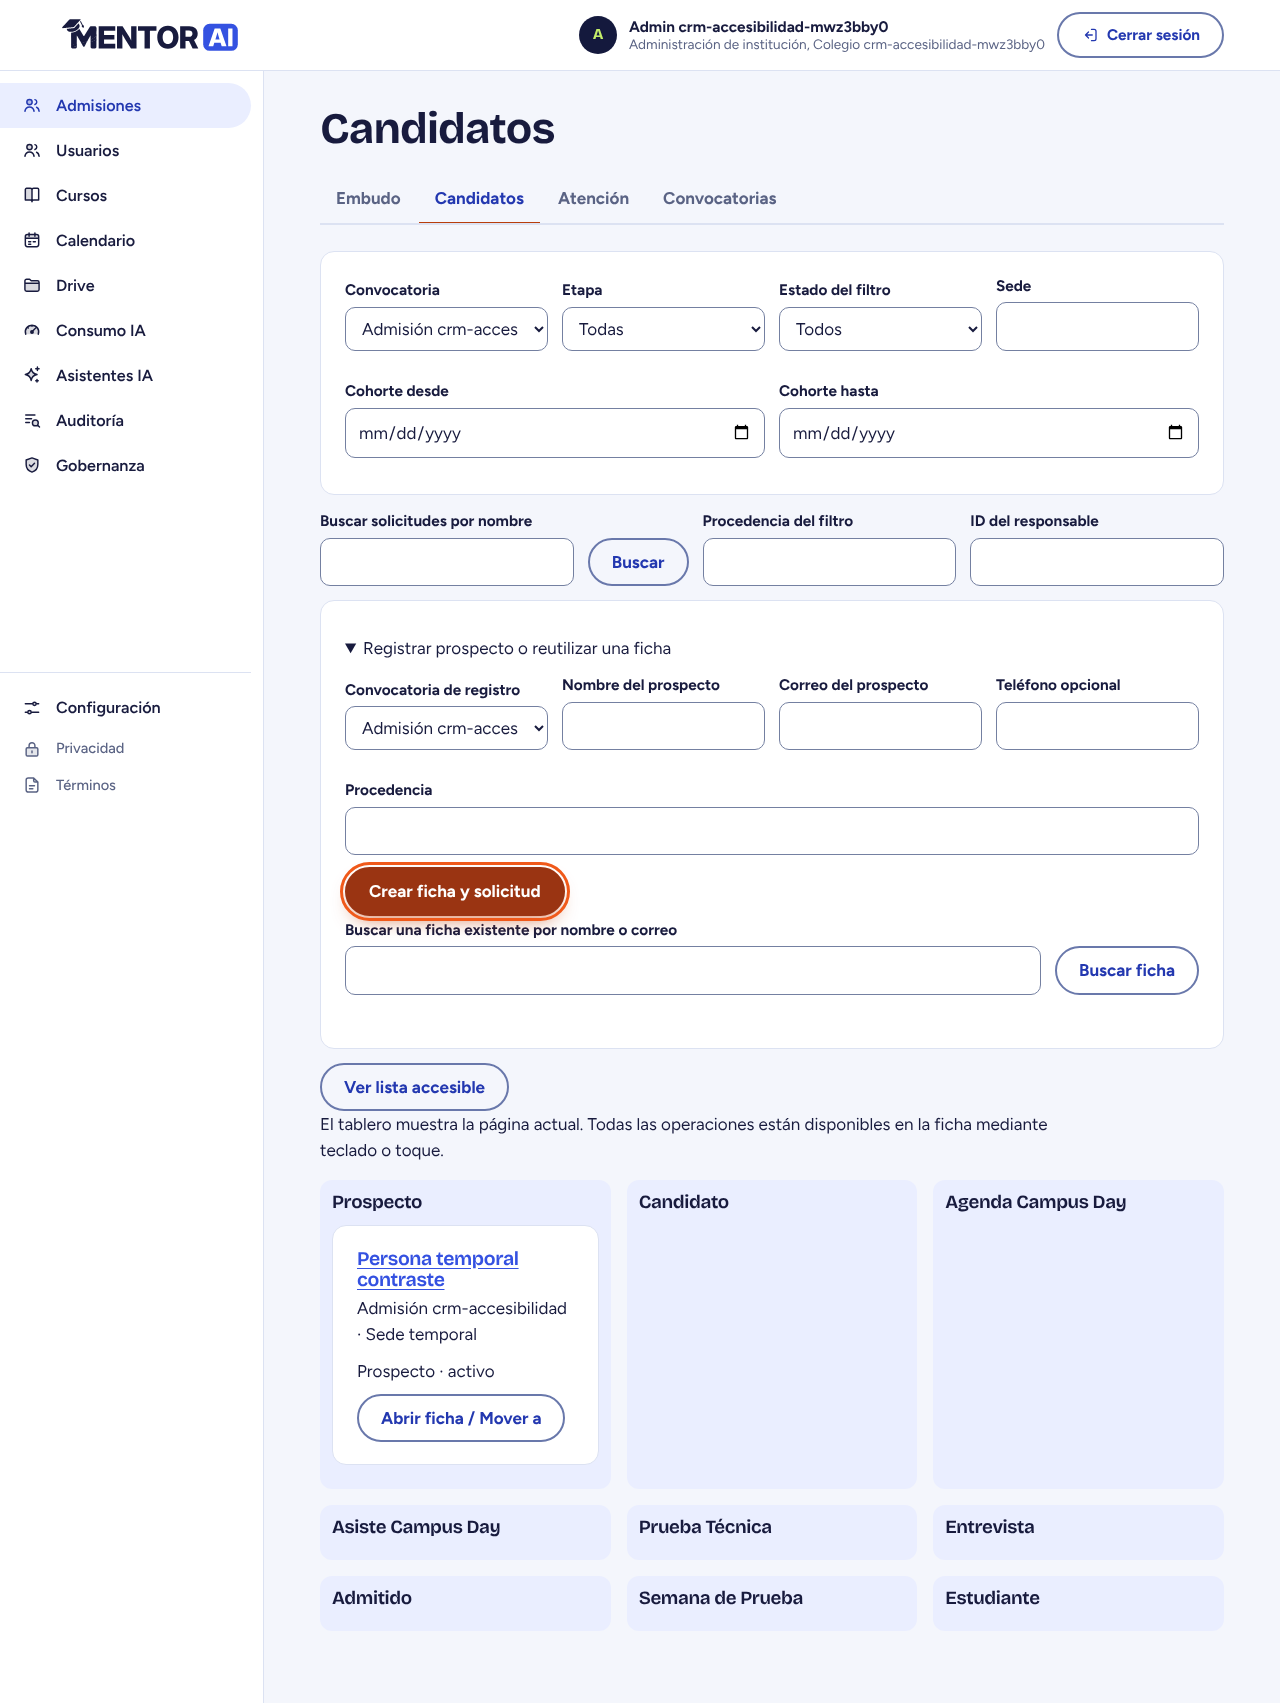 MENTOR AI
A
Admin crm-accesibilidad-mwz3bby0
Administración de institución, Colegio crm-accesibilidad-mwz3bby0
Cerrar sesión
Admisiones
Usuarios
Cursos
Calendario
Drive
Consumo IA
Asistentes IA
Auditoría
Gobernanza
Configuración
Privacidad
Términos
Candidatos
Embudo
Candidatos
Atención
Convocatorias
Convocatoria
Etapa
Estado del filtro
Sede
Admisión crm-acces
Todas
Todos
Cohorte desde
Cohorte hasta
mm/dd/yyyy
mm/dd/yyyy
Buscar solicitudes por nombre
Buscar
Procedencia del filtro
ID del responsable
Registrar prospecto o reutilizar una ficha
Convocatoria de registro
Nombre del prospecto
Correo del prospecto
Teléfono opcional
Admisión crm-acces
Procedencia
Crear ficha y solicitud
Buscar una ficha existente por nombre o correo
Buscar ficha
Ver lista accesible
El tablero muestra la página actual. Todas las operaciones están disponibles en la ficha mediante
teclado o toque.
Prospecto
Persona temporal
contraste
Admisión crm-accesibilidad
· Sede temporal
Prospecto · activo
Abrir ficha / Mover a
Candidato
Agenda Campus Day
Asiste Campus Day
Prueba Técnica
Entrevista
Admitido
Semana de Prueba
Estudiante